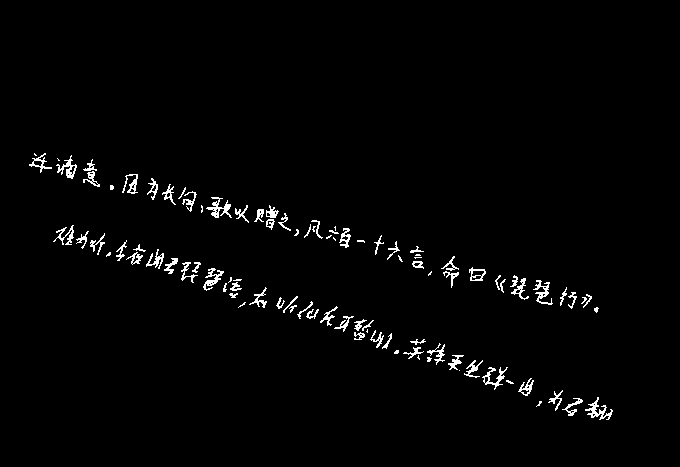 迁谪意。因为长句，歌以赠之，凡六百一十六言，命曰《琵琶行》。
难为听。今夜闻君琵琶语，如听仙乐耳暂明。莫辞更坐弹一曲，为君翻